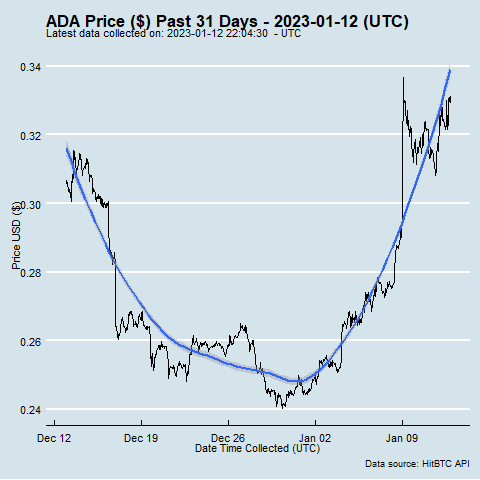 ADA Price ($) Past 31 Days - 2023-01-12 (UTC)
Latest data collected on: 2023-01-12 22:04:30 - UTC
0.34
0.32
0.30
0.28
0.26
0.24
Price USD ($)
Dec 12 Dec 19 Dec 26 Jan 02 Jan 09
Date Time Collected (UTC)
Data source: HitBTC API